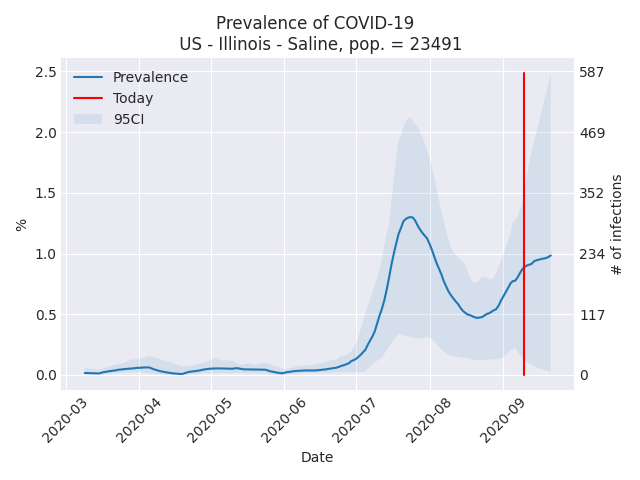 Prevalence of COVID-19
US - Illinois - Saline, pop. = 23491
Prevalence
Today
95CI
2.5
2.0
1.5
1.0
0.5
0.0
%
587
469
352
234
117
0
# of infections
2020-03
2020-04
2020-05
2020-06
2020-07
2020-08
2020-09
Date